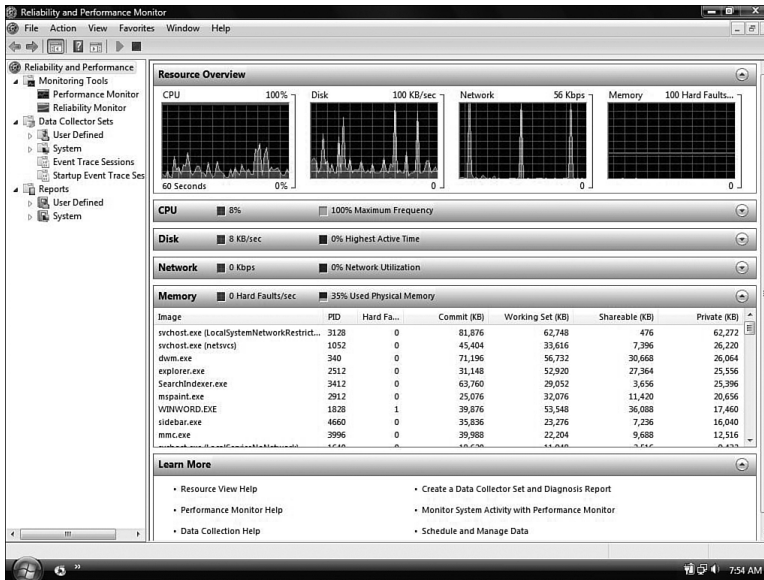 Reliability and Performance Monitor
File Action View Favorites Window Help
Reliability and Performance
Monitoring Tools
Performance Monitor
Reliability Monitor
Data Collector Sets
User Defined
System
Event Trace Sessions
Startup Event Trace Ses
Reports
User Defined
System
Resource Overview
CPU 100% Disk 100 KB/sec Network 56 Kbps Memory 100 Hard Faults...
60 Seconds 0% 0 0 0
CPU 8% 100% Maximum Frequency
Disk 8 KB/sec 0% Highest Active Time
Network 0 Kbps 0% Network Utilization
Memory 0 Hard Faults/sec 35% Used Physical Memory
Image PID Hard Fa... Commit (KB) Working Set (KB) Shareable (KB) Private (KB)
svchost.exe (LocalSystemNetworkRestrict... 3128 0 81,876 62,748 476 62,272
svchost.exe (netsvcs) 1052 0 45,404 33,616 7,396 26,220
dwm.exe 340 0 71,196 56,732 30,668 26,064
explorer.exe 2512 0 31,148 52,920 27,364 25,556
SearchIndexer.exe 3412 0 63,760 29,052 3,656 25,396
mspaint.exe 2912 0 25,076 32,076 11,420 20,656
WINWORD.EXE 1828 1 39,876 53,548 36,088 17,460
sidebar.exe 4660 0 35,836 23,276 7,236 16,040
mmc.exe 3996 0 39,988 22,204 9,688 12,516
Learn More
• Resource View Help • Create a Data Collector Set and Diagnosis Report
• Performance Monitor Help • Monitor System Activity with Performance Monitor
• Data Collection Help • Schedule and Manage Data
7:54 AM